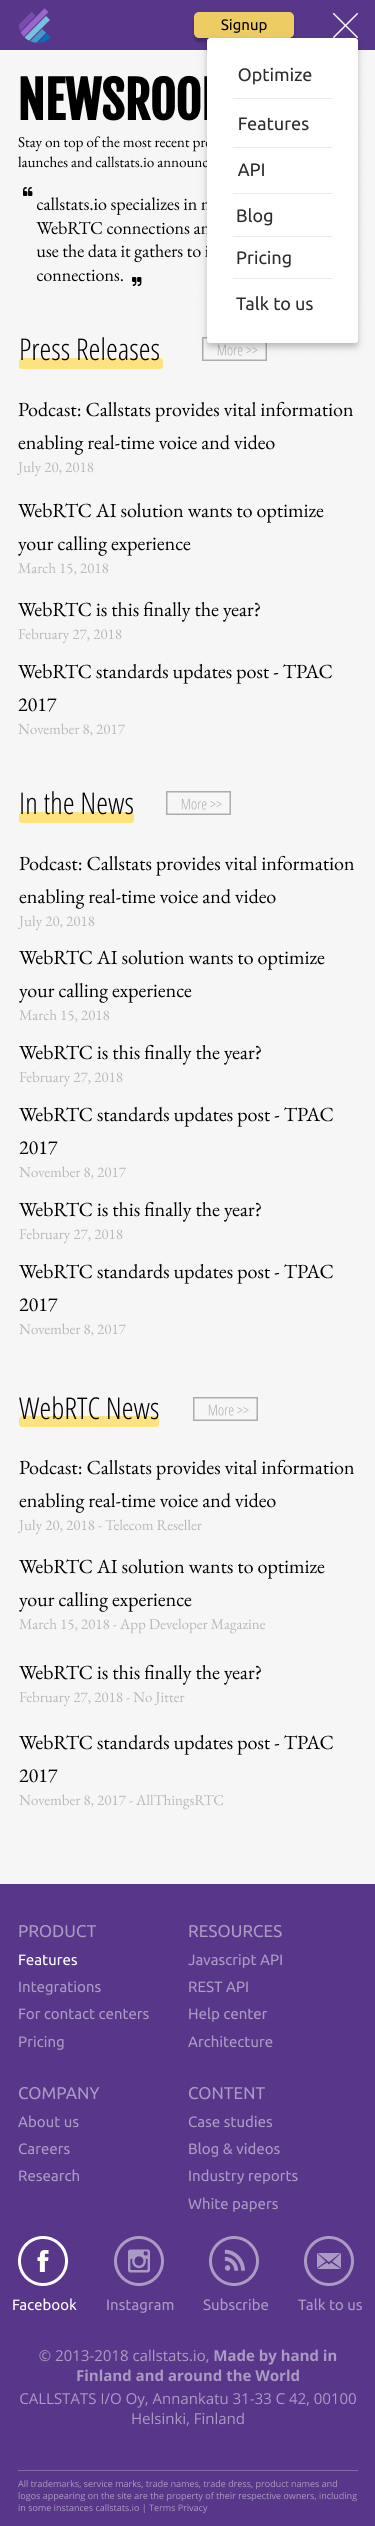 Signup
Optimize
Features
API
Blog
Pricing
Talk to us
NEWSROO
Stay on top of the most recent pr
launches and callstats.io announc
❝ callstats.io specializes in
WebRTC connections an
use the data it gathers to i
connections. ❞
Press Releases
More >>
Podcast: Callstats provides vital information
enabling real-time voice and video
July 20, 2018
WebRTC AI solution wants to optimize
your calling experience
March 15, 2018
WebRTC is this finally the year?
February 27, 2018
WebRTC standards updates post - TPAC
2017
November 8, 2017
In the News
More >>
Podcast: Callstats provides vital information
enabling real-time voice and video
July 20, 2018
WebRTC AI solution wants to optimize
your calling experience
March 15, 2018
WebRTC is this finally the year?
February 27, 2018
WebRTC standards updates post - TPAC
2017
November 8, 2017
WebRTC is this finally the year?
February 27, 2018
WebRTC standards updates post - TPAC
2017
November 8, 2017
WebRTC News
More >>
Podcast: Callstats provides vital information
enabling real-time voice and video
July 20, 2018 - Telecom Reseller
WebRTC AI solution wants to optimize
your calling experience
March 15, 2018 - App Developer Magazine
WebRTC is this finally the year?
February 27, 2018 - No Jitter
WebRTC standards updates post - TPAC
2017
November 8, 2017 - AllThingsRTC
PRODUCT
Features
Integrations
For contact centers
Pricing
RESOURCES
Javascript API
REST API
Help center
Architecture
COMPANY
About us
Careers
Research
CONTENT
Case studies
Blog & videos
Industry reports
White papers
Facebook
Instagram
Subscribe
Talk to us
© 2013-2018 callstats.io, Made by hand in
Finland and around the World
CALLSTATS I/O Oy, Annankatu 31-33 C 42, 00100
Helsinki, Finland
All trademarks, service marks, trade names, trade dress, product names and
logos appearing on the site are the property of their respective owners, including
in some instances callstats.io | Terms Privacy